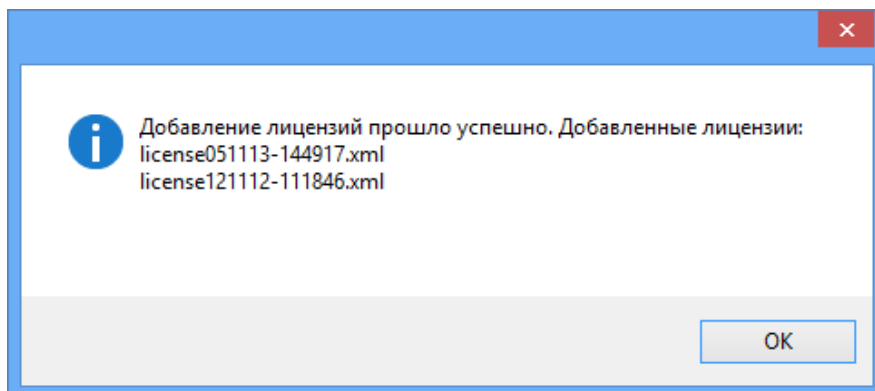 Добавление лицензий прошло успешно. Добавленные лицензии:
license051113-144917.xml
license121112-111846.xml
OK